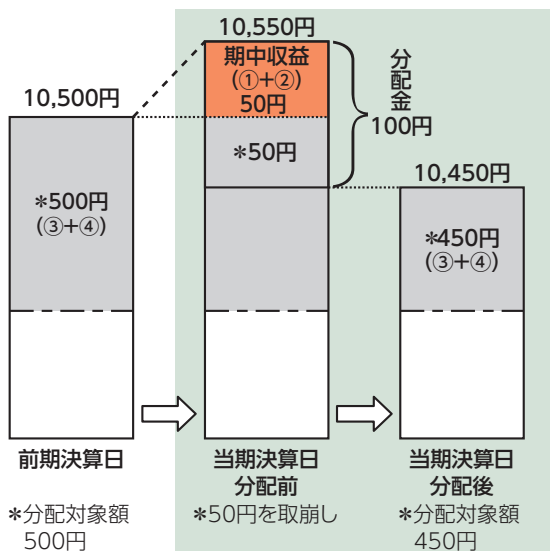 10,500円
＊500円
(③+④)
前期決算日
＊分配対象額
500円
10,550円
期中収益
(①+②)
50円
＊50円
分配金
100円
当期決算日
分配前
＊50円を取崩し
10,450円
＊450円
(③+④)
当期決算日
分配後
＊分配対象額
450円